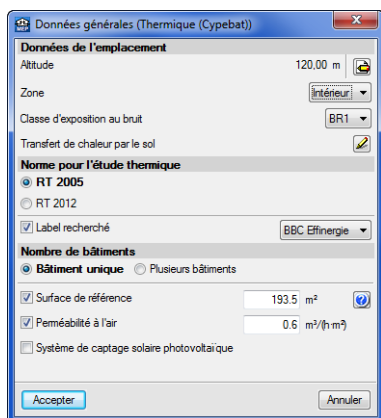 Données générales (Thermique (Cypebat))
Données de l'emplacement
Altitude 120,00 m
Zone Intérieur
Classe d'exposition au bruit BR1
Transfert de chaleur par le sol
Norme pour l'étude thermique
RT 2005
RT 2012
Label recherché BBC Effinergie
Nombre de bâtiments
Bâtiment unique Plusieurs bâtiments
Surface de référence 193.5 m²
Perméabilité à l'air 0.6 m³/(h·m²)
Système de captage solaire photovoltaïque
Accepter Annuler